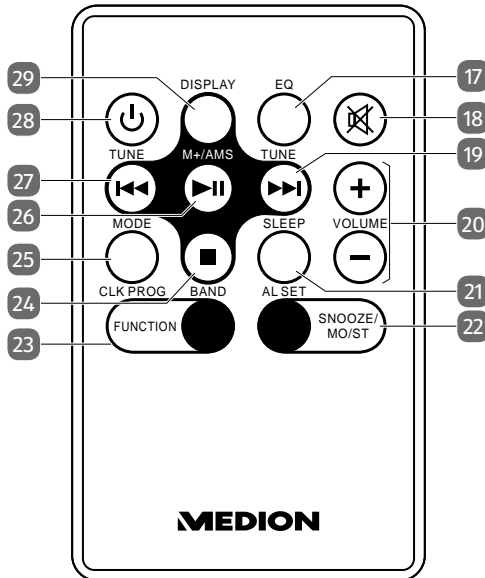 29
DISPLAY
EQ
17
28
18
TUNE
M+/AMS
TUNE
19
27
26
20
MODE
SLEEP
VOLUME
25
24
21
CLK PROG
BAND
AL SET
23
FUNCTION
SNOOZE/
MO/ST
22
MEDION